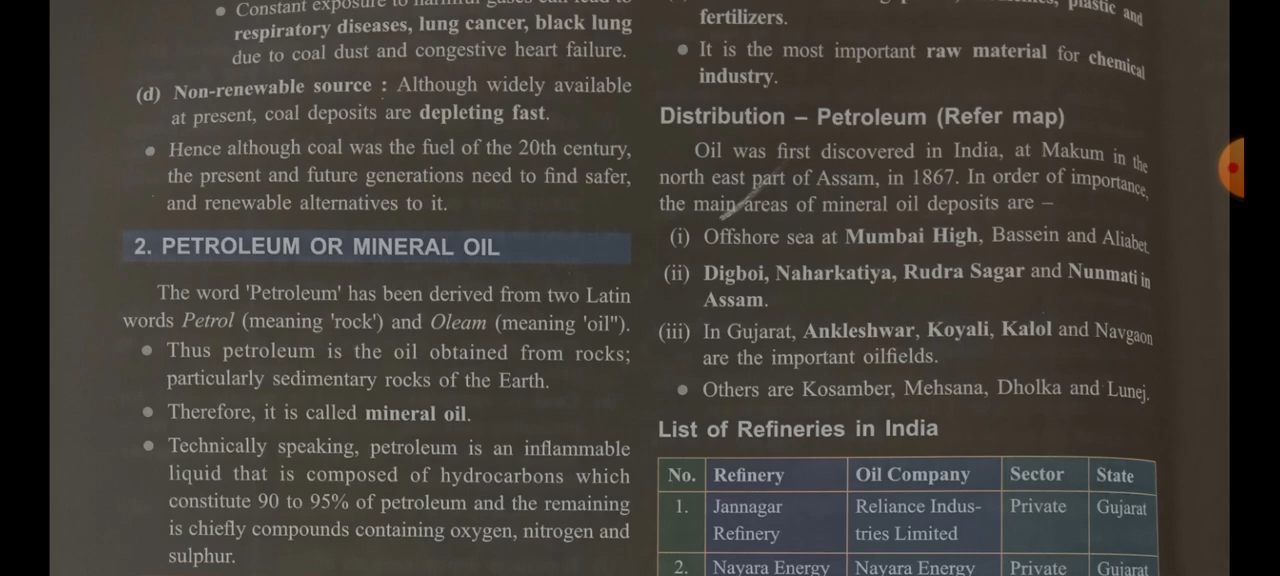 Constant exposure to harmful gases can lead to
respiratory diseases, lung cancer, black lung
due to coal dust and congestive heart failure.
(d) Non-renewable source : Although widely available
at present, coal deposits are depleting fast.
• Hence although coal was the fuel of the 20th century,
the present and future generations need to find safer,
and renewable alternatives to it.
2. PETROLEUM OR MINERAL OIL
The word 'Petroleum' has been derived from two Latin
words Petrol (meaning 'rock') and Oleam (meaning 'oil").
• Thus petroleum is the oil obtained from rocks;
particularly sedimentary rocks of the Earth.
• Therefore, it is called mineral oil.
• Technically speaking, petroleum is an inflammable
liquid that is composed of hydrocarbons which
constitute 90 to 95% of petroleum and the remaining
is chiefly compounds containing oxygen, nitrogen and
sulphur.
plastic and
fertilizers.
• It is the most important raw material for chemical
industry.
Distribution – Petroleum (Refer map)
Oil was first discovered in India, at Makum in the
north east part of Assam, in 1867. In order of importance,
the main areas of mineral oil deposits are –
(i) Offshore sea at Mumbai High, Bassein and Aliabet.
(ii) Digboi, Naharkatiya, Rudra Sagar and Nunmati in
Assam.
(iii) In Gujarat, Ankleshwar, Koyali, Kalol and Navgaon
are the important oilfields.
• Others are Kosamber, Mehsana, Dholka and Lunej.
List of Refineries in India
No. Refinery Oil Company Sector State
1. Jannagar Reliance Indus- Private Gujarat
Refinery tries Limited
2. Nayara Energy Nayara Energy Private Gujarat